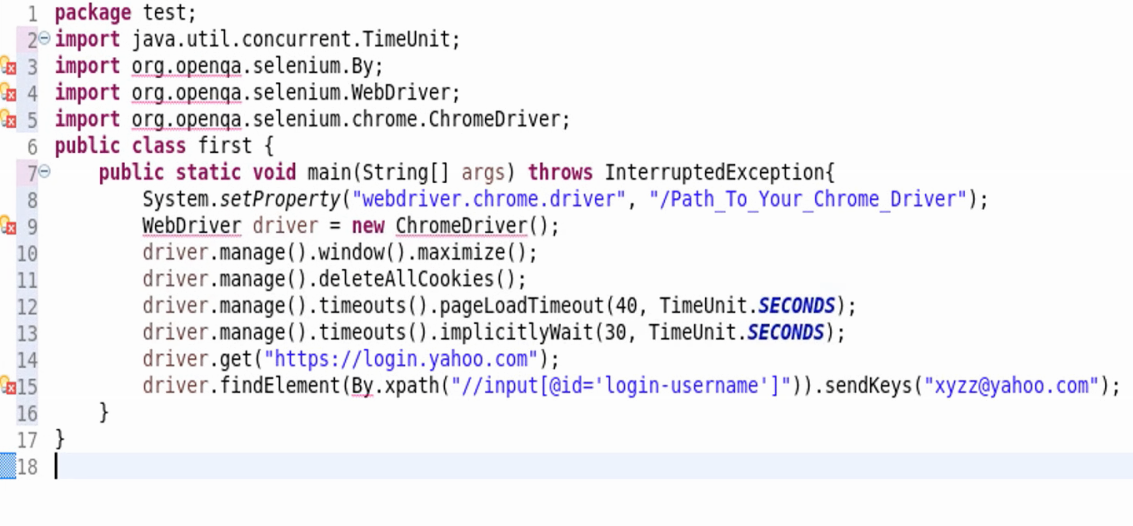 1 package test;
2 import java.util.concurrent.TimeUnit;
3 import org.openqa.selenium.By;
4 import org.openqa.selenium.WebDriver;
5 import org.openqa.selenium.chrome.ChromeDriver;
6 public class first {
7     public static void main(String[] args) throws InterruptedException{
8         System.setProperty("webdriver.chrome.driver", "/Path_To_Your_Chrome_Driver");
9         WebDriver driver = new ChromeDriver();
10         driver.manage().window().maximize();
11         driver.manage().deleteAllCookies();
12         driver.manage().timeouts().pageLoadTimeout(40, TimeUnit.SECONDS);
13         driver.manage().timeouts().implicitlyWait(30, TimeUnit.SECONDS);
14         driver.get("https://login.yahoo.com");
15         driver.findElement(By.xpath("//input[@id='login-username']")).sendKeys("xyzz@yahoo.com");
16     }
17 }
18